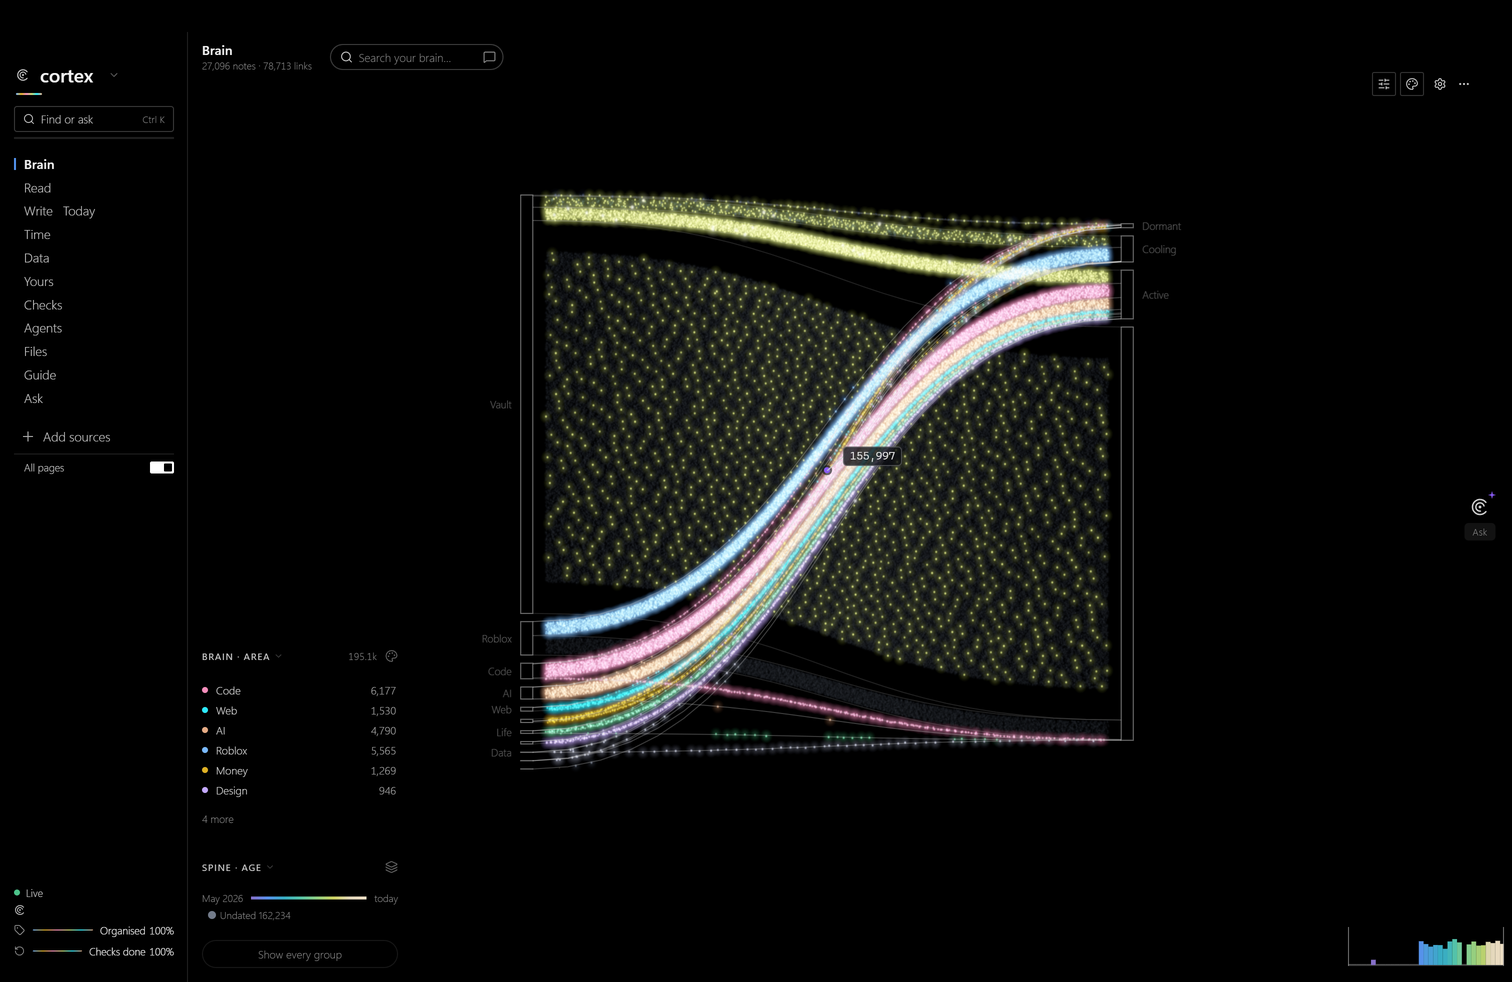 cortex
Find or ask Ctrl K
Brain
Read
Write Today
Time
Data
Yours
Checks
Agents
Files
Guide
Ask
+ Add sources
All pages
Live
Organised 100%
Checks done 100%
Brain
27,096 notes · 78,713 links
Search your brain...
BRAIN · AREA 195.1k
Code 6,177
Web 1,530
AI 4,790
Roblox 5,565
Money 1,269
Design 946
4 more
SPINE · AGE
May 2026 today
Undated 162,234
Show every group
Vault
Roblox
Code
AI
Web
Life
Data
155,997
Dormant
Cooling
Active
Ask